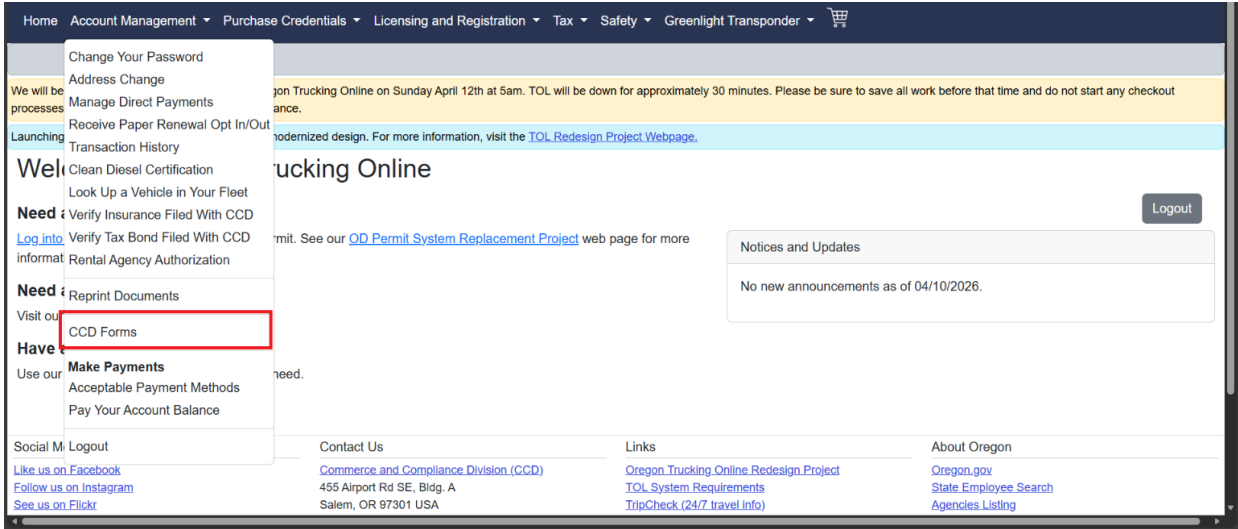 Home Account Management Purchase Credentials Licensing and Registration Tax Safety Greenlight Transponder
Change Your Password
Address Change
Manage Direct Payments
Receive Paper Renewal Opt In/Out
Transaction History
Clean Diesel Certification
Look Up a Vehicle in Your Fleet
Verify Insurance Filed With CCD
Verify Tax Bond Filed With CCD
Rental Agency Authorization
Reprint Documents
CCD Forms
Make Payments
Acceptable Payment Methods
Pay Your Account Balance
Logout
We will be gon Trucking Online on Sunday April 12th at 5am. TOL will be down for approximately 30 minutes. Please be sure to save all work before that time and do not start any checkout
processes ance.
Launching modernized design. For more information, visit the TOL Redesign Project Webpage.
Wel ucking Online
Logout
Need a
Log into rmit. See our OD Permit System Replacement Project web page for more
informat
Need a
Visit ou
Have a
Use our need.
Notices and Updates
No new announcements as of 04/10/2026.
Social M
Like us on Facebook
Follow us on Instagram
See us on Flickr
Contact Us
Commerce and Compliance Division (CCD)
455 Airport Rd SE, Bldg. A
Salem, OR 97301 USA
Links
Oregon Trucking Online Redesign Project
TOL System Requirements
TripCheck (24/7 travel info)
About Oregon
Oregon.gov
State Employee Search
Agencies Listing